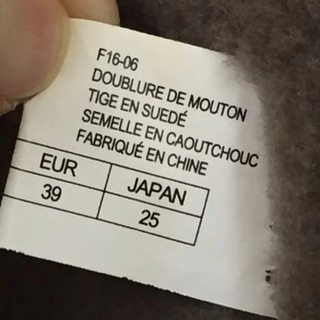 F16-06
DOUBLURE DE MOUTON
TIGE EN SUEDÉ
SEMELLE EN CAOUTCHOUC
FABRIQUÉ EN CHINE
EUR JAPAN
39 25